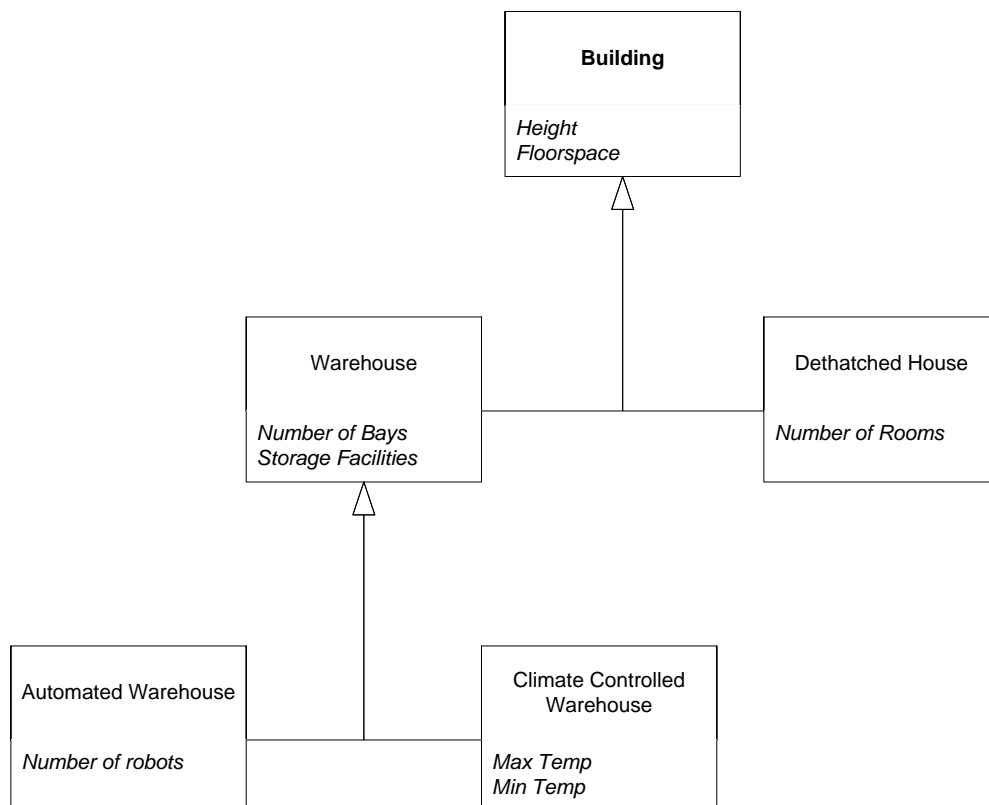 Building
Height
Floorspace
Warehouse
Number of Bays
Storage Facilities
Dethatched House
Number of Rooms
Automated Warehouse
Number of robots
Climate Controlled
Warehouse
Max Temp
Min Temp